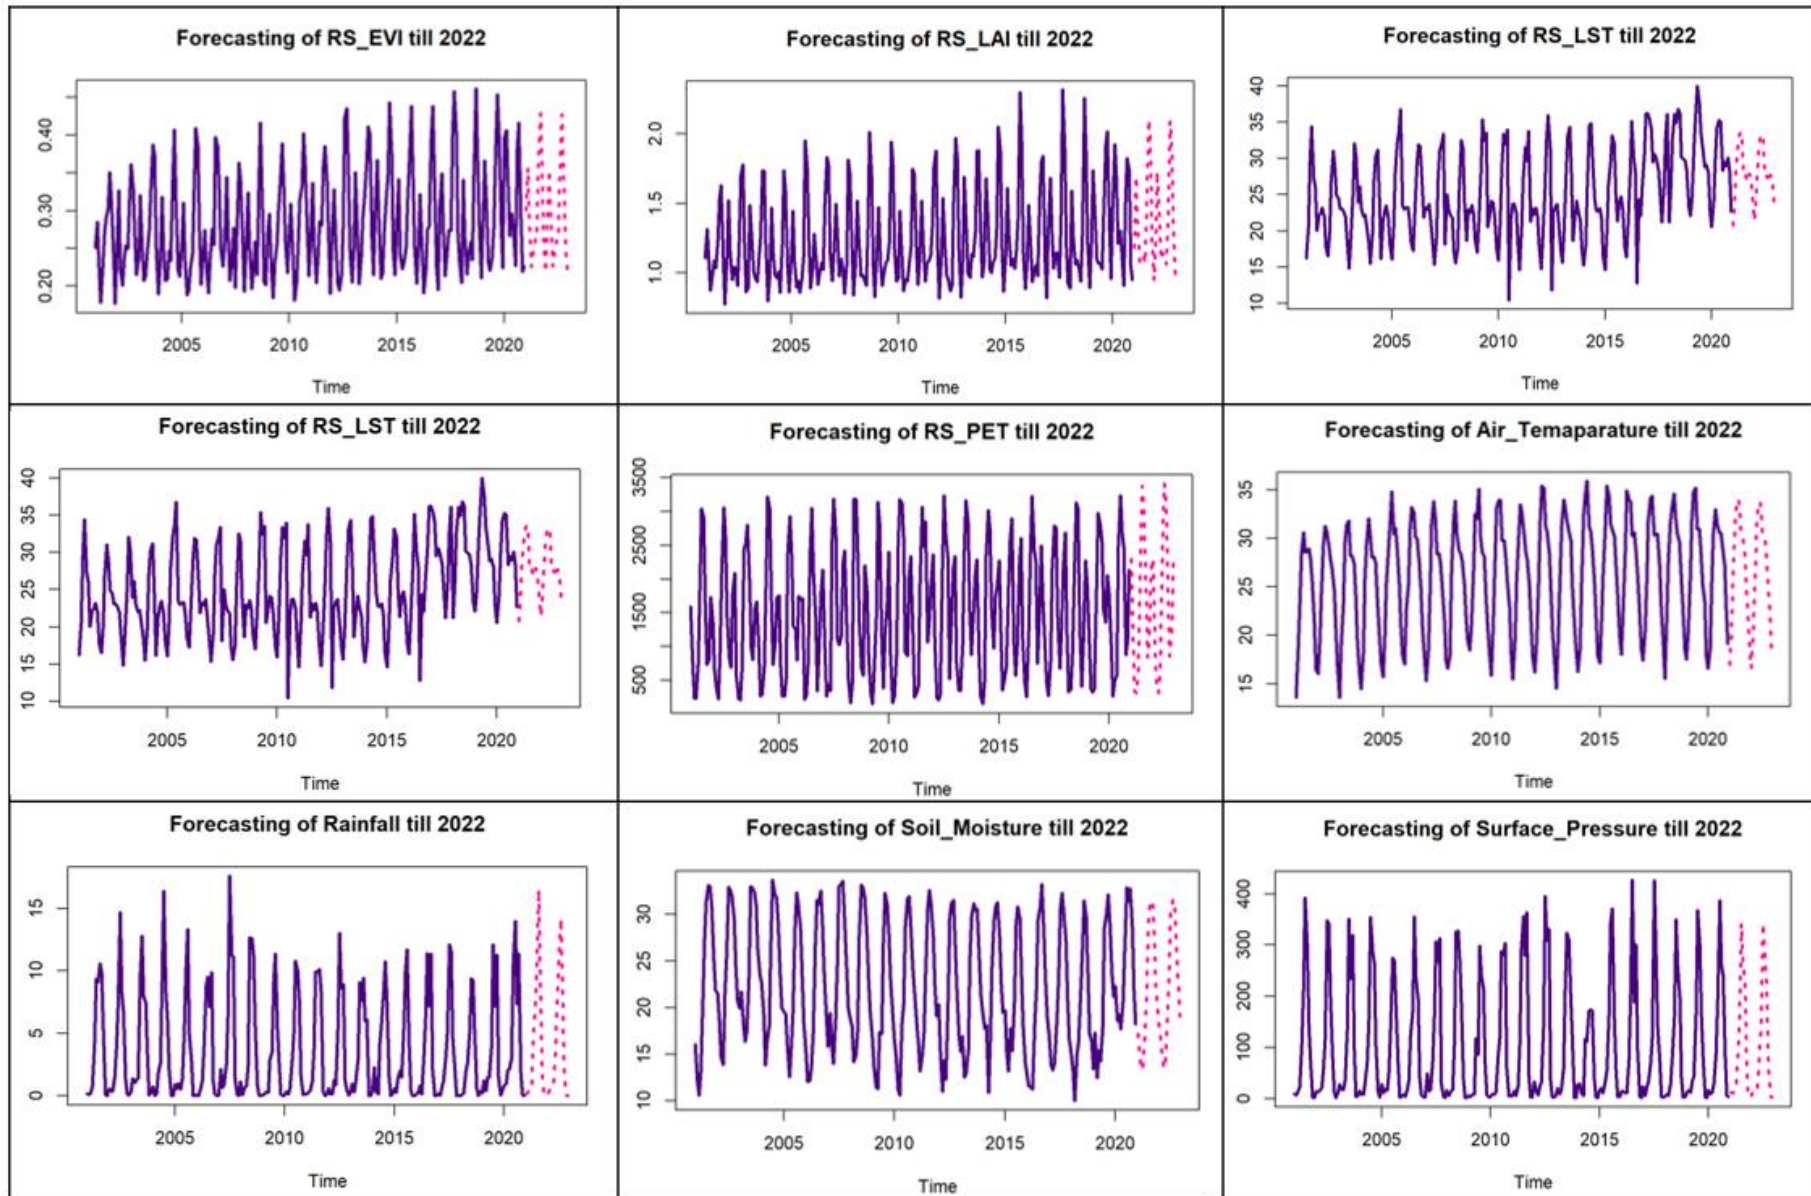 Forecasting of RS_EVI till 2022
0.20 0.30 0.40
2005 2010 2015 2020
Time
Forecasting of RS_LAI till 2022
1.0 1.5 2.0
2005 2010 2015 2020
Time
Forecasting of RS_LST till 2022
10 15 20 25 30 35 40
2005 2010 2015 2020
Time
Forecasting of RS_LST till 2022
10 15 20 25 30 35 40
2005 2010 2015 2020
Time
Forecasting of RS_PET till 2022
500 1500 2500 3500
2005 2010 2015 2020
Time
Forecasting of Air_Temaparature till 2022
15 20 25 30 35
2005 2010 2015 2020
Time
Forecasting of Rainfall till 2022
0 5 10 15
2005 2010 2015 2020
Time
Forecasting of Soil_Moisture till 2022
10 15 20 25 30
2005 2010 2015 2020
Time
Forecasting of Surface_Pressure till 2022
0 100 200 300 400
2005 2010 2015 2020
Time